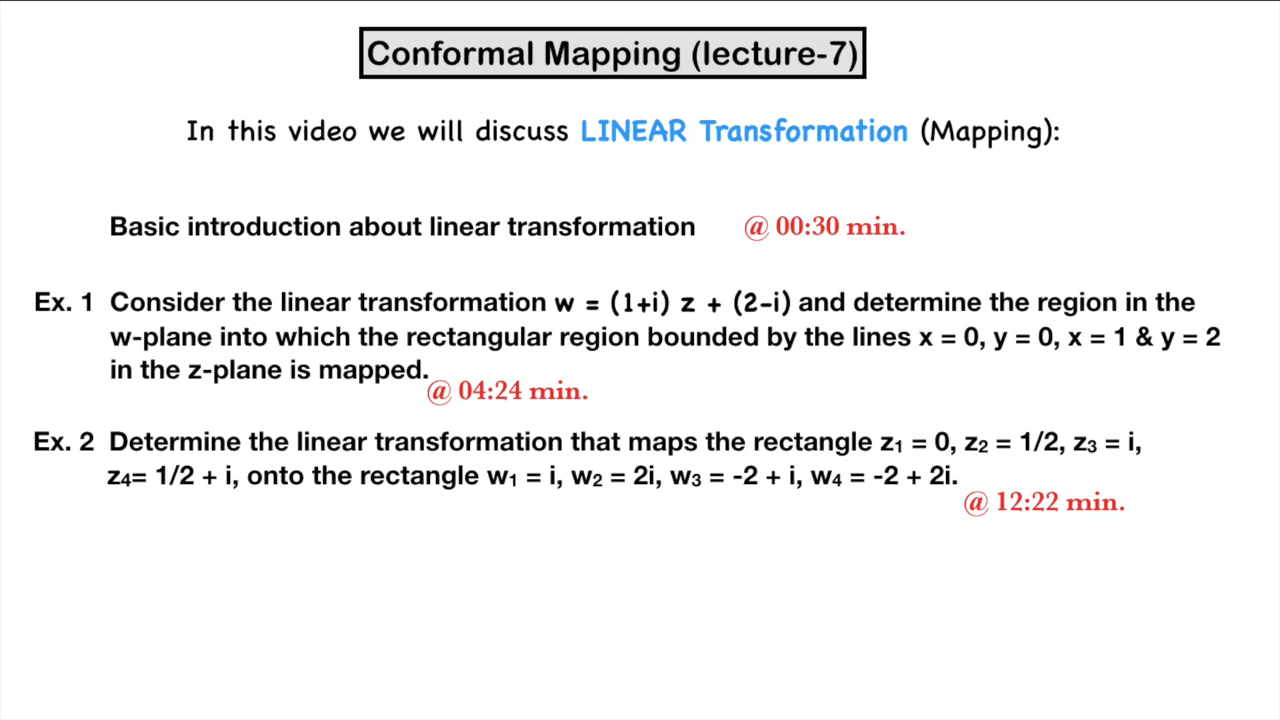 Conformal Mapping (lecture-7)
In this video we will discuss LINEAR Transformation (Mapping):
Basic introduction about linear transformation @ 00:30 min.
Ex. 1 Consider the linear transformation w = (1+i) z + (2-i) and determine the region in the
w-plane into which the rectangular region bounded by the lines x = 0, y = 0, x = 1 & y = 2
in the z-plane is mapped.
@ 04:24 min.
Ex. 2 Determine the linear transformation that maps the rectangle z₁ = 0, z₂ = 1/2, z₃ = i,
z₄= 1/2 + i, onto the rectangle w₁ = i, w₂ = 2i, w₃ = -2 + i, w₄ = -2 + 2i.
@ 12:22 min.